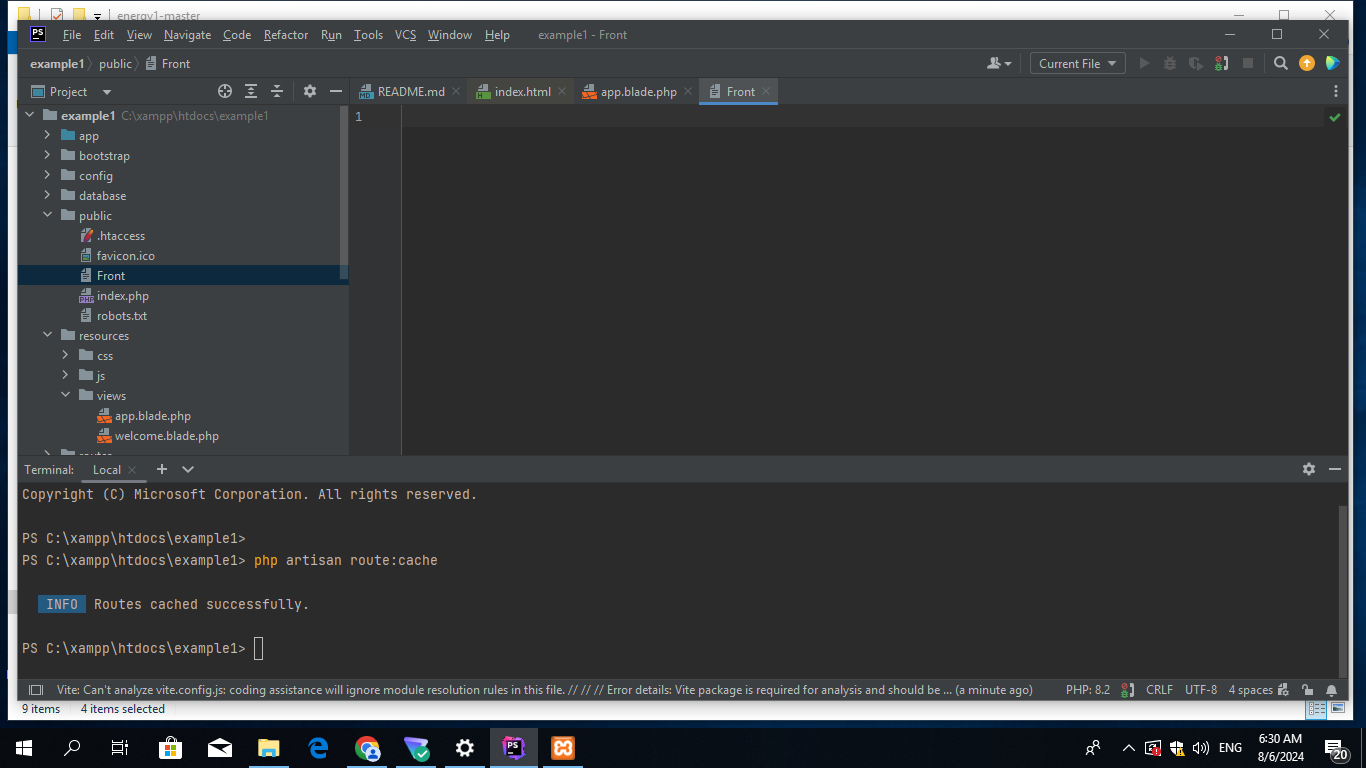 energy1-master
PS File Edit View Navigate Code Refactor Run Tools VCS Window Help example1 - Front
example1 public Front Current File
Project README.md index.html app.blade.php Front
example1 C:\xampp\htdocs\example1
1
app
bootstrap
config
database
public
.htaccess
favicon.ico
Front
index.php
robots.txt
resources
css
js
views
app.blade.php
welcome.blade.php
routes
Terminal: Local
Copyright (C) Microsoft Corporation. All rights reserved.
PS C:\xampp\htdocs\example1>
PS C:\xampp\htdocs\example1> php artisan route:cache
INFO Routes cached successfully.
PS C:\xampp\htdocs\example1>
Vite: Can't analyze vite.config.js: coding assistance will ignore module resolution rules in this file. // // // Error details: Vite package is required for analysis and should be ... (a minute ago) PHP: 8.2 CRLF UTF-8 4 spaces
9 items 4 items selected
PS ENG 6:30 AM
8/6/2024 20